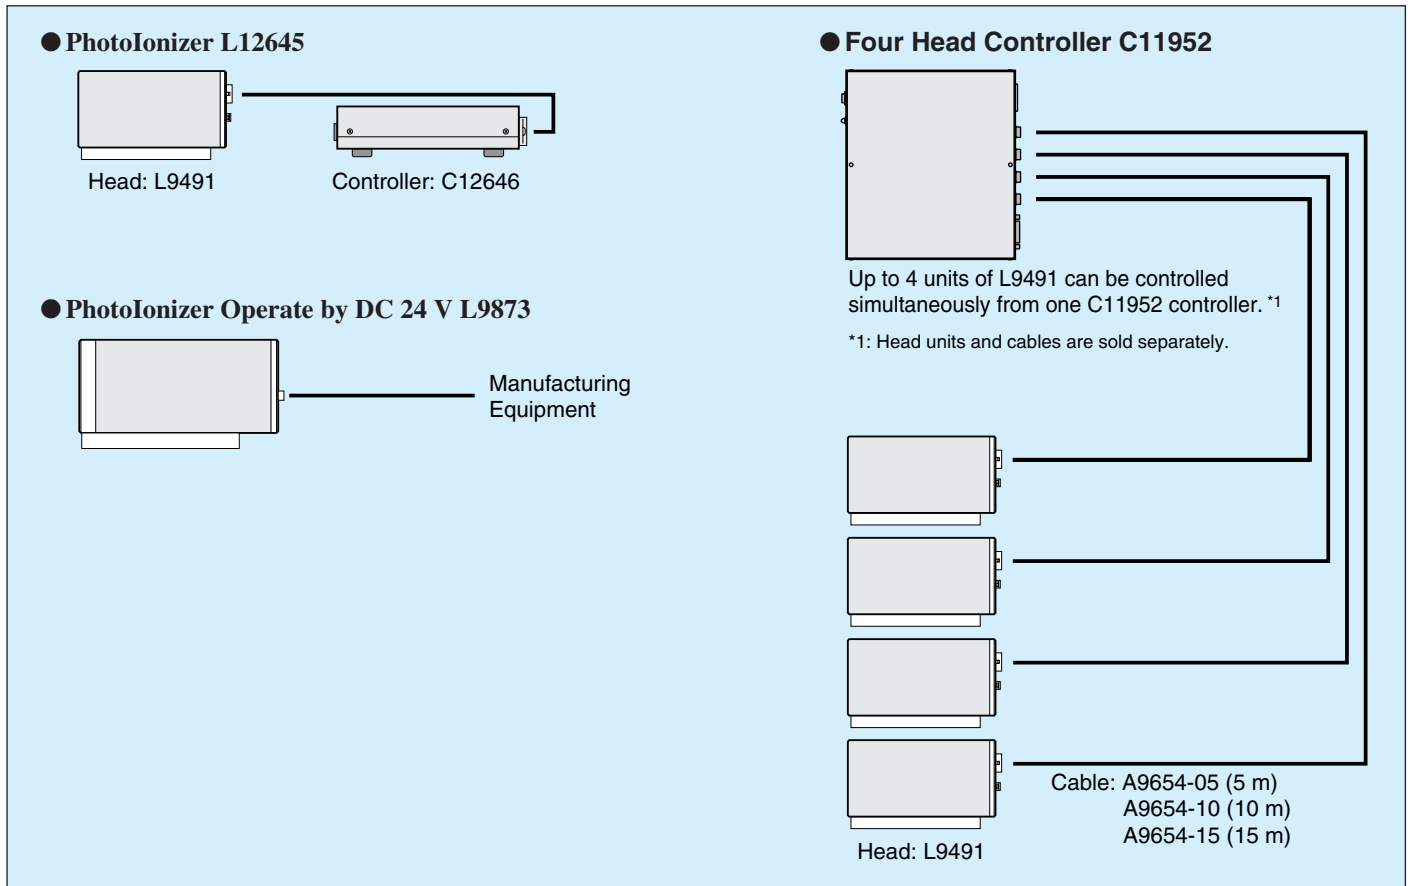 ● PhotoIonizer L12645
Head: L9491
Controller: C12646
● PhotoIonizer Operate by DC 24 V L9873
Manufacturing
Equipment
● Four Head Controller C11952
Up to 4 units of L9491 can be controlled
simultaneously from one C11952 controller. *1
*1: Head units and cables are sold separately.
Cable: A9654-05 (5 m)
A9654-10 (10 m)
A9654-15 (15 m)
Head: L9491